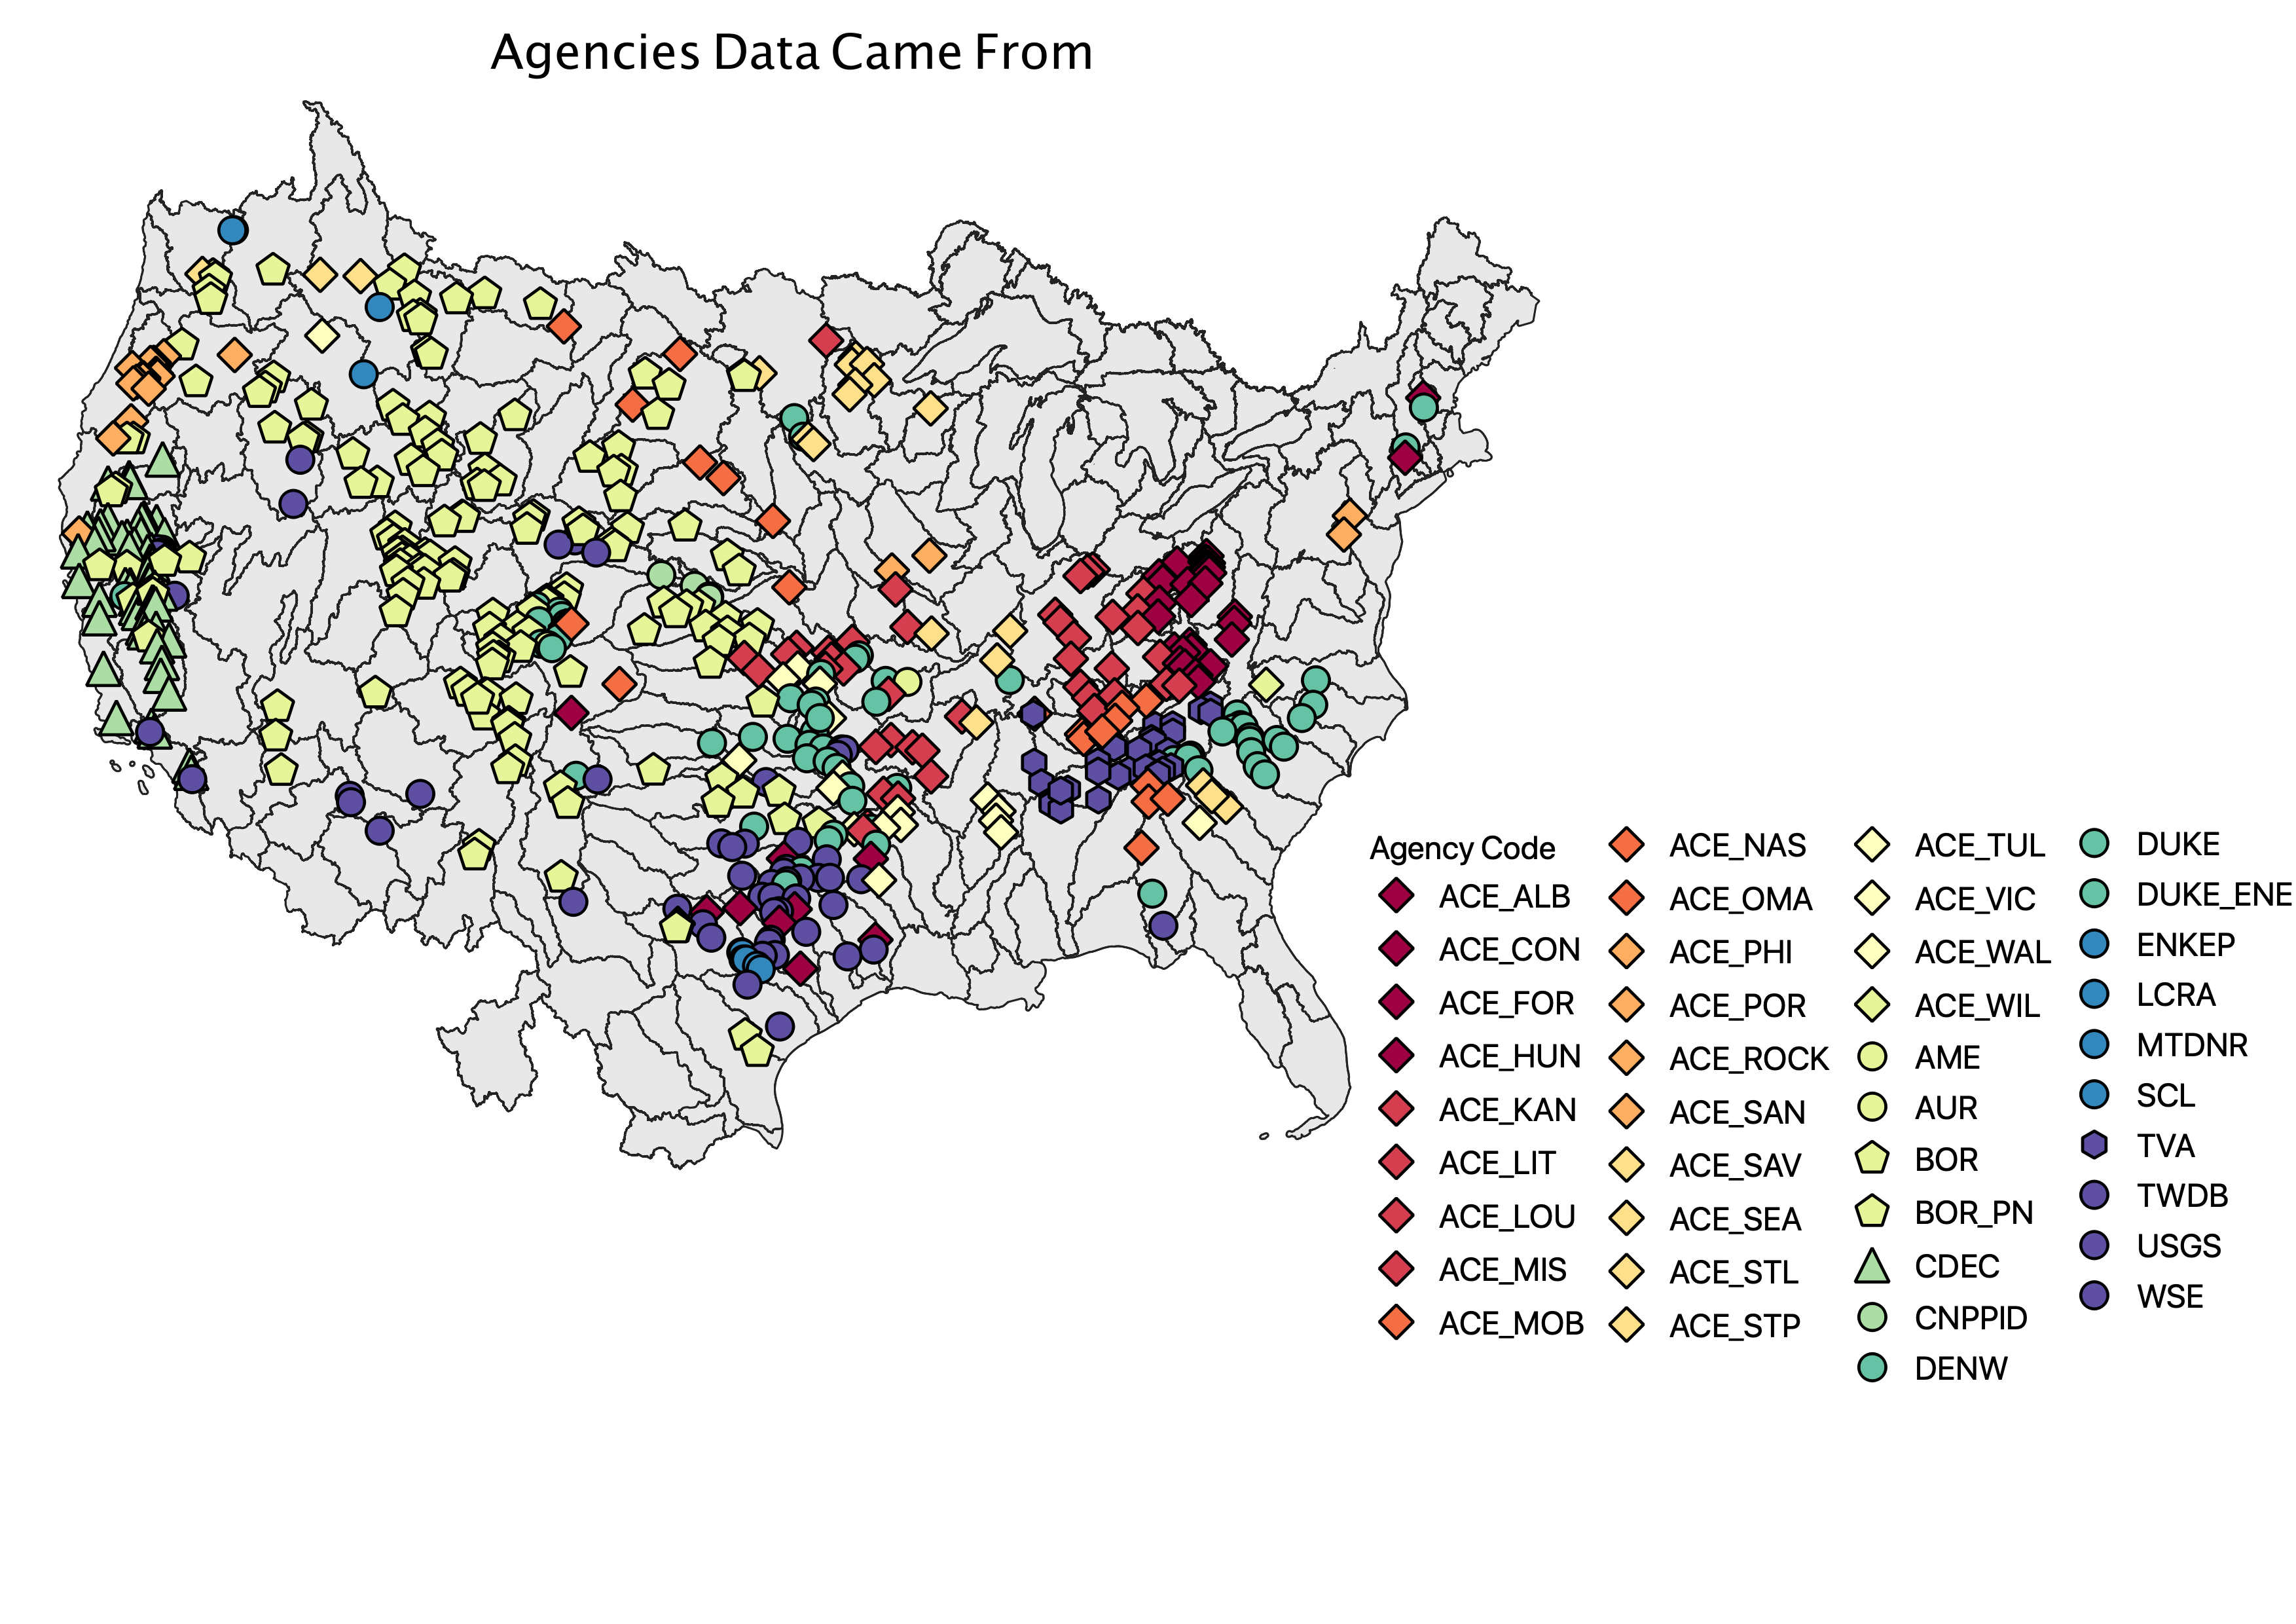 Agencies Data Came From
Agency Code
ACE_ALB
ACE_CON
ACE_FOR
ACE_HUN
ACE_KAN
ACE_LIT
ACE_LOU
ACE_MIS
ACE_MOB
ACE_NAS
ACE_OMA
ACE_PHI
ACE_POR
ACE_ROCK
ACE_SAN
ACE_SAV
ACE_SEA
ACE_STL
ACE_STP
ACE_TUL
ACE_VIC
ACE_WAL
ACE_WIL
AME
AUR
BOR
BOR_PN
CDEC
CNPPID
DENW
DUKE
DUKE_ENE
ENKEP
LCRA
MTDNR
SCL
TVA
TWDB
USGS
WSE